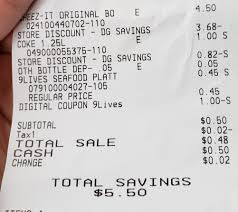 HEEZ-IT ORIGINAL BO E 4.50
024100440702-110
STORE DISCOUNT - DG SAVINGS 3.68-
COKE 1.25L 1.00 S
049000055375-110
STORE DISCOUNT - DG SAVINGS 0.82-S
OTH BOTTLE DEP- .05 E 0.05
9LIVES SEAFOOD PLATT 0.45 S
079100004027-105
REGULAR PRICE 0.45
DIGITAL COUPON 9Lives 1.00-S
SUBTOTAL $0.50
Tax1 $0.02-
TOTAL SALE $0.48
CASH $0.50
CHANGE $0.02
TOTAL SAVINGS
$5.50